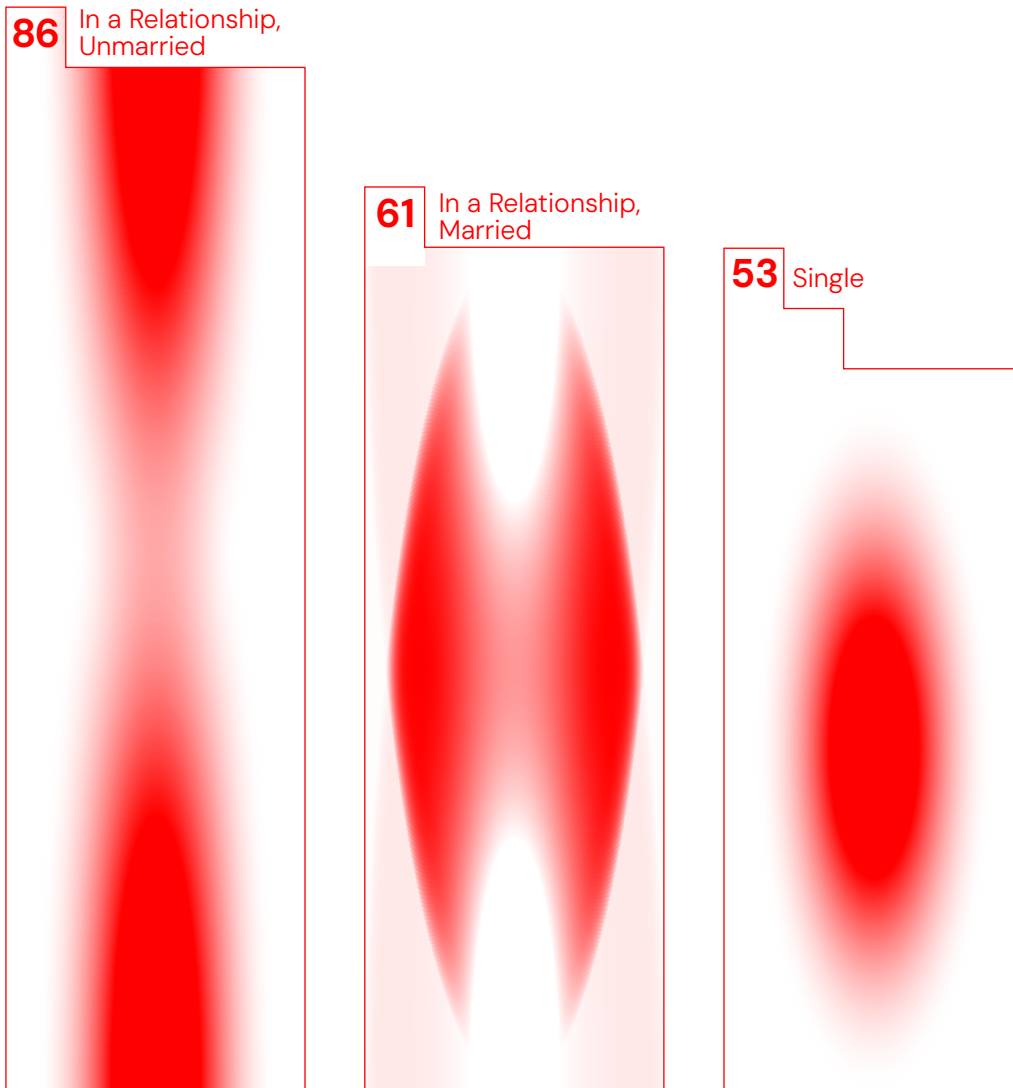 86
In a Relationship,
Unmarried
61
In a Relationship,
Married
53
Single